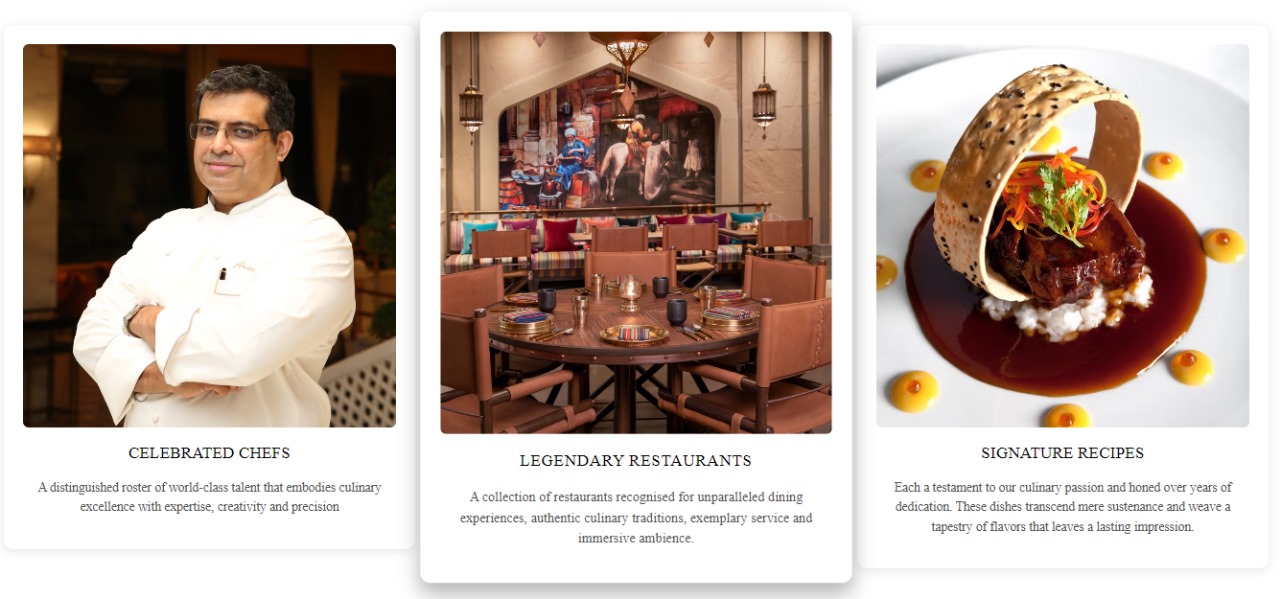 CELEBRATED CHEFS
A distinguished roster of world-class talent that embodies culinary
excellence with expertise, creativity and precision
LEGENDARY RESTAURANTS
A collection of restaurants recognised for unparalleled dining
experiences, authentic culinary traditions, exemplary service and
immersive ambience.
SIGNATURE RECIPES
Each a testament to our culinary passion and honed over years of
dedication. These dishes transcend mere sustenance and weave a
tapestry of flavors that leaves a lasting impression.